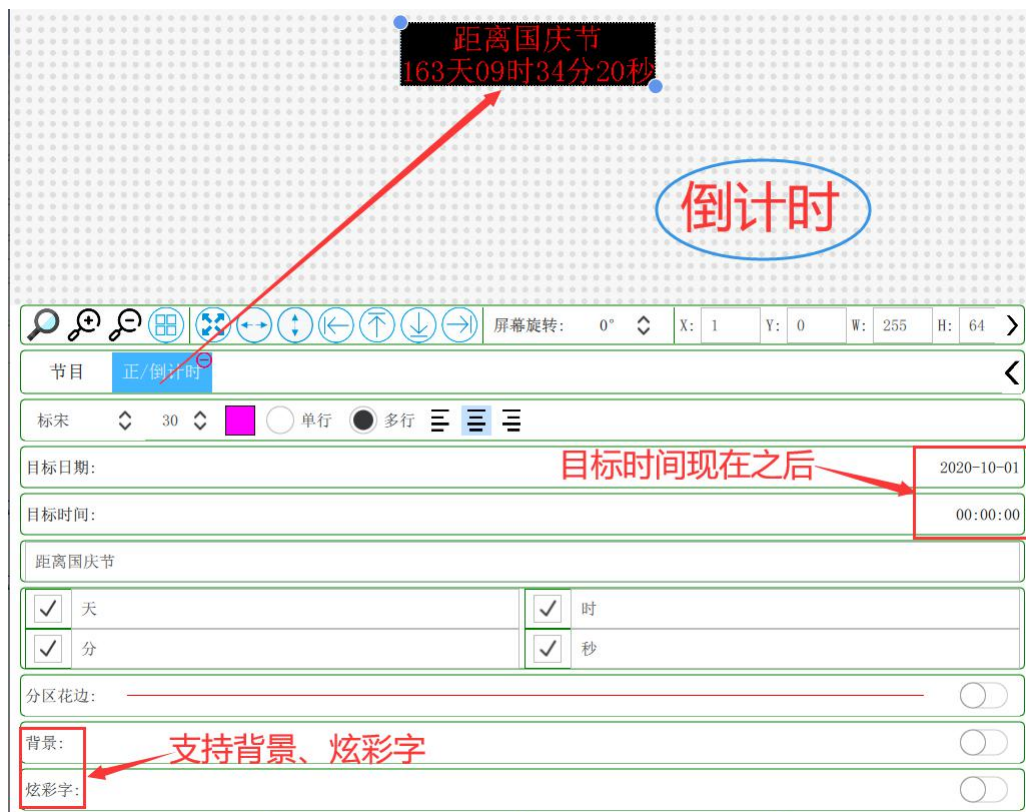 距离国庆节
163天09时34分20秒
倒计时
屏幕旋转: 0° X: 1 Y: 0 W: 255 H: 64
节目 正/倒计时
标宋 30 单行 多行
目标日期: 目标时间现在之后 2020-10-01
目标时间: 00:00:00
距离国庆节
天 时
分 秒
分区花边:
背景: 支持背景、炫彩字
炫彩字: